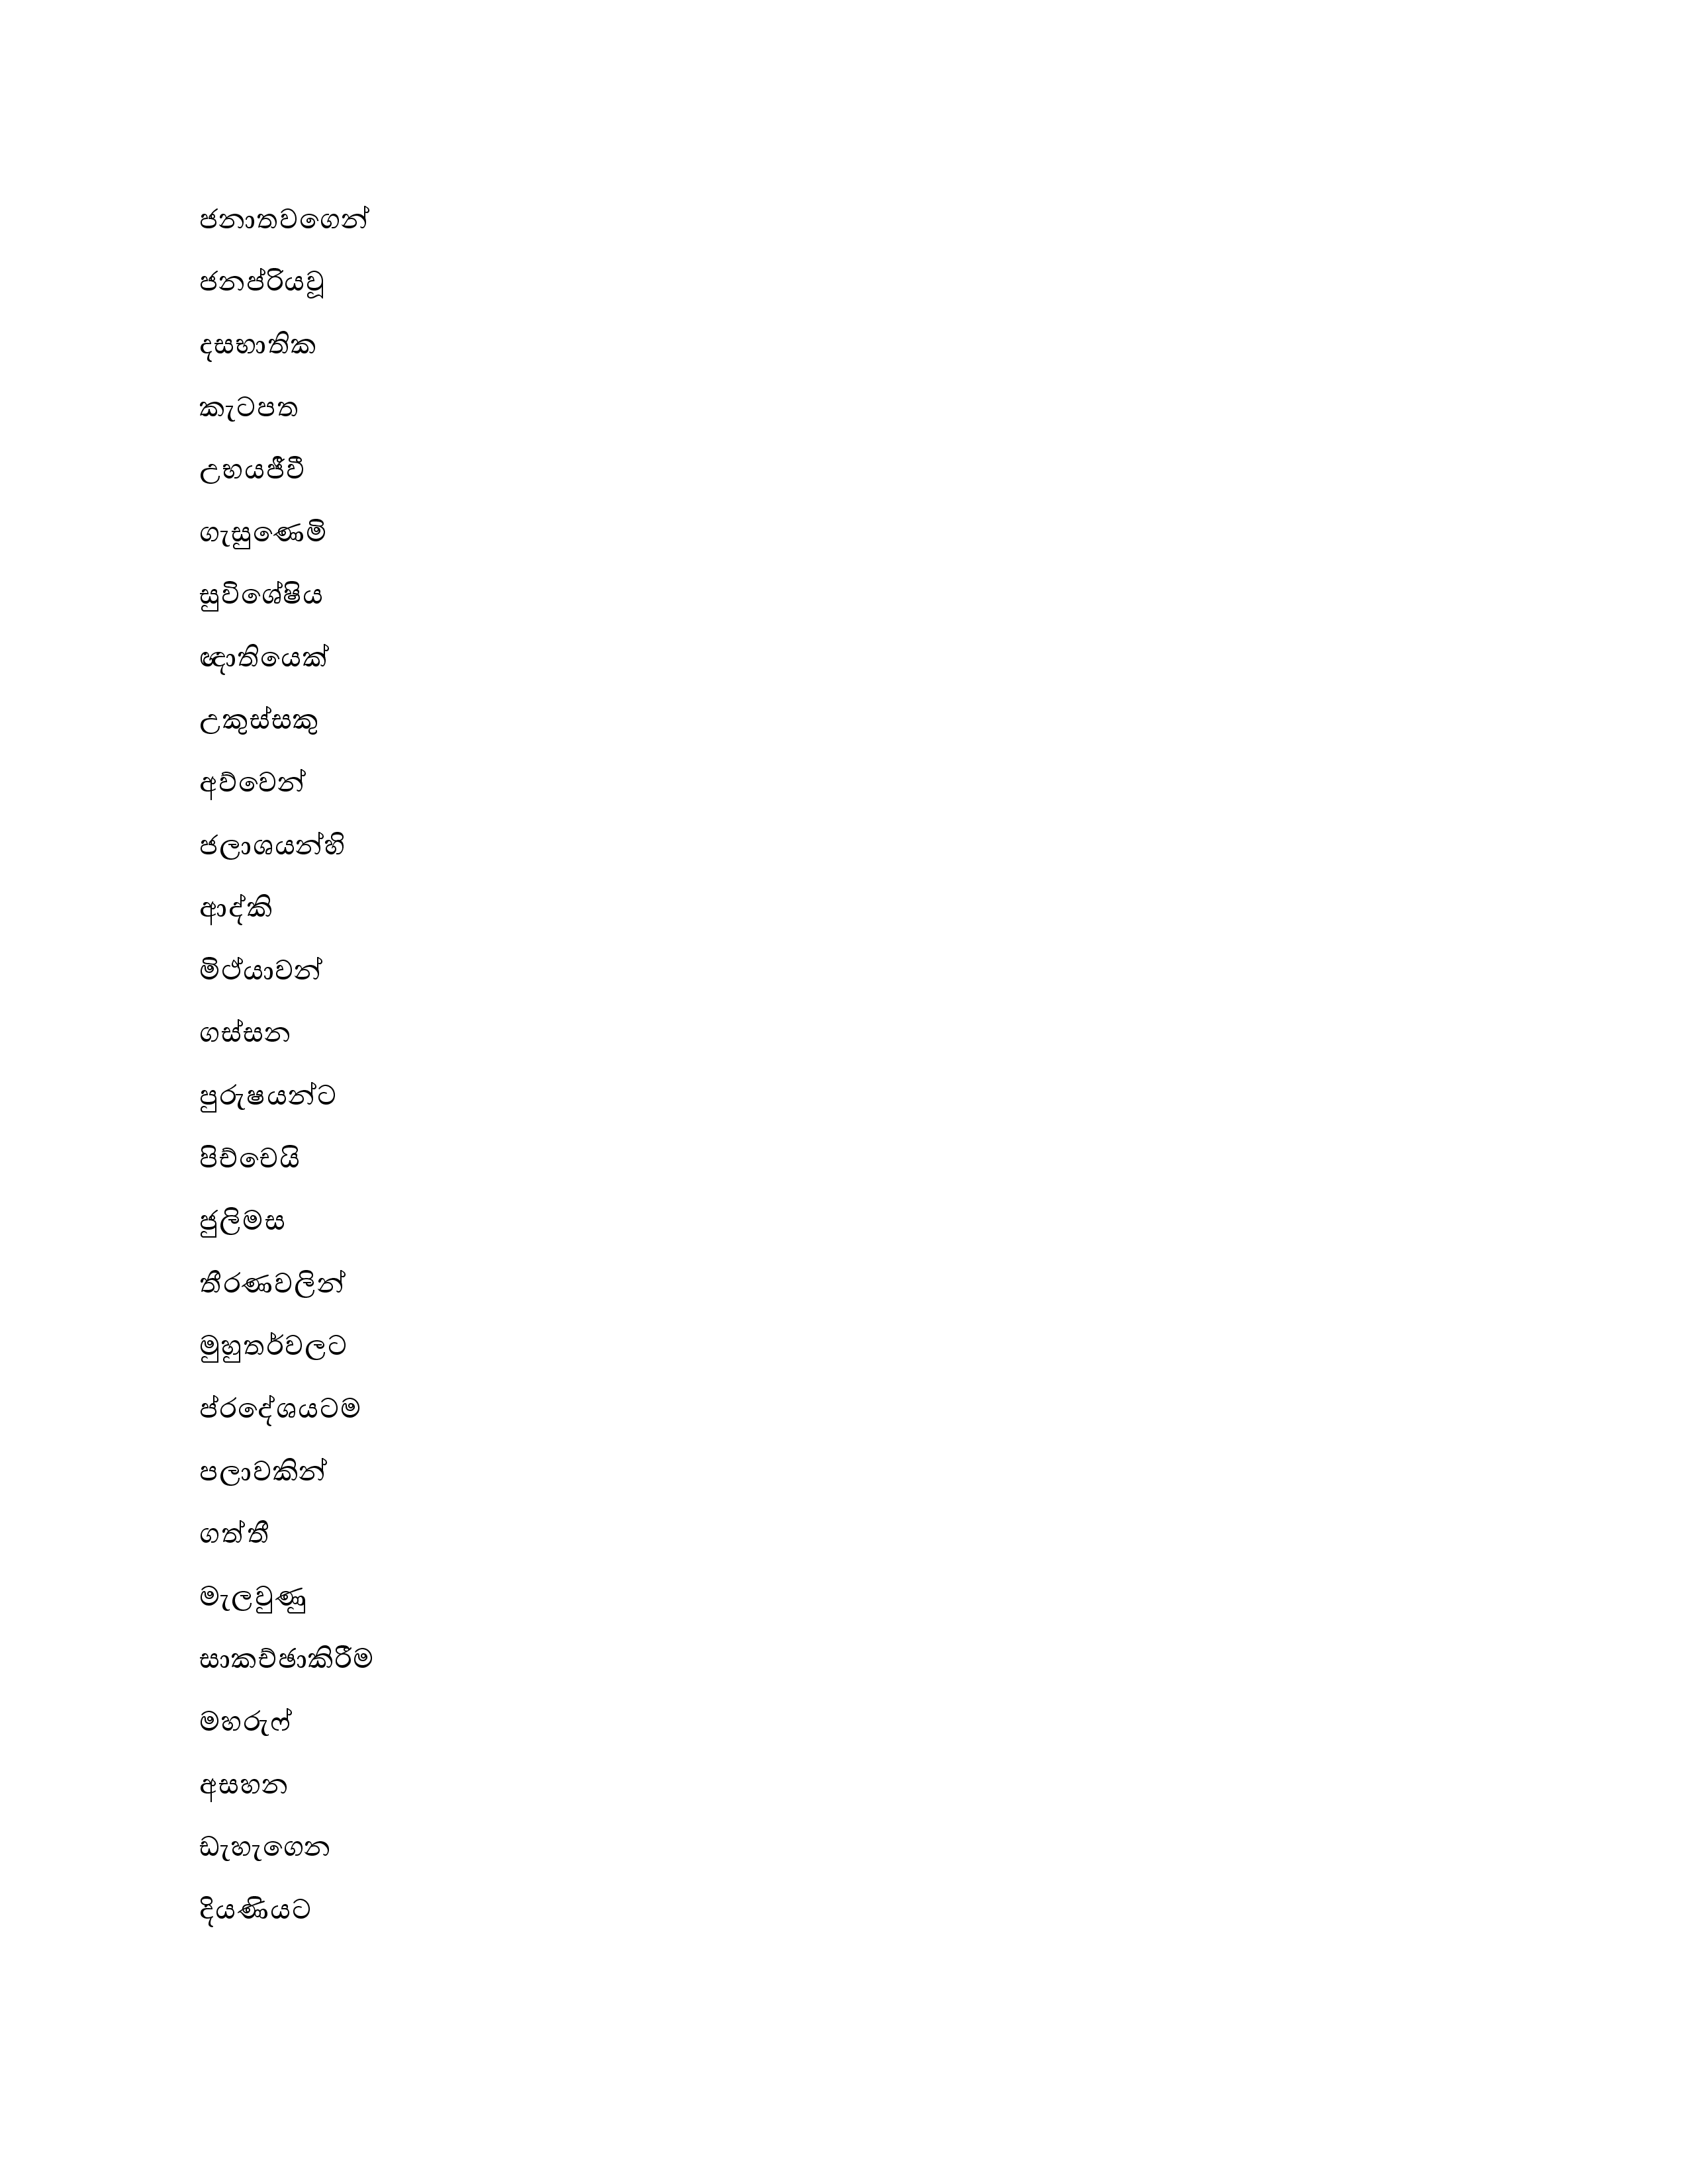 ජනාතවගෙන්
ජනප්රියවූ
දසභාතික
කැටපත
උභයජීවී
ගැසුණෙමි
සුවිශේෂිය
ඥාතියෙක්
උකුස්සකු
අව්වෙන්
ජලාශයන්හි
ආද්කි
මිථ්යාවන්
ගස්සන
පුරුෂයන්ට
පිච්චෙයි
ජුලිමස
තීරණවලින්
මුහුතර්වලට
ප්රදේශයටම
පලාවකින්
ගත්තී
මැලවුණු
සාකච්ඡාකිරීම
මහරුෆ්
අසහන
ඩැහැගෙන
දියණියට